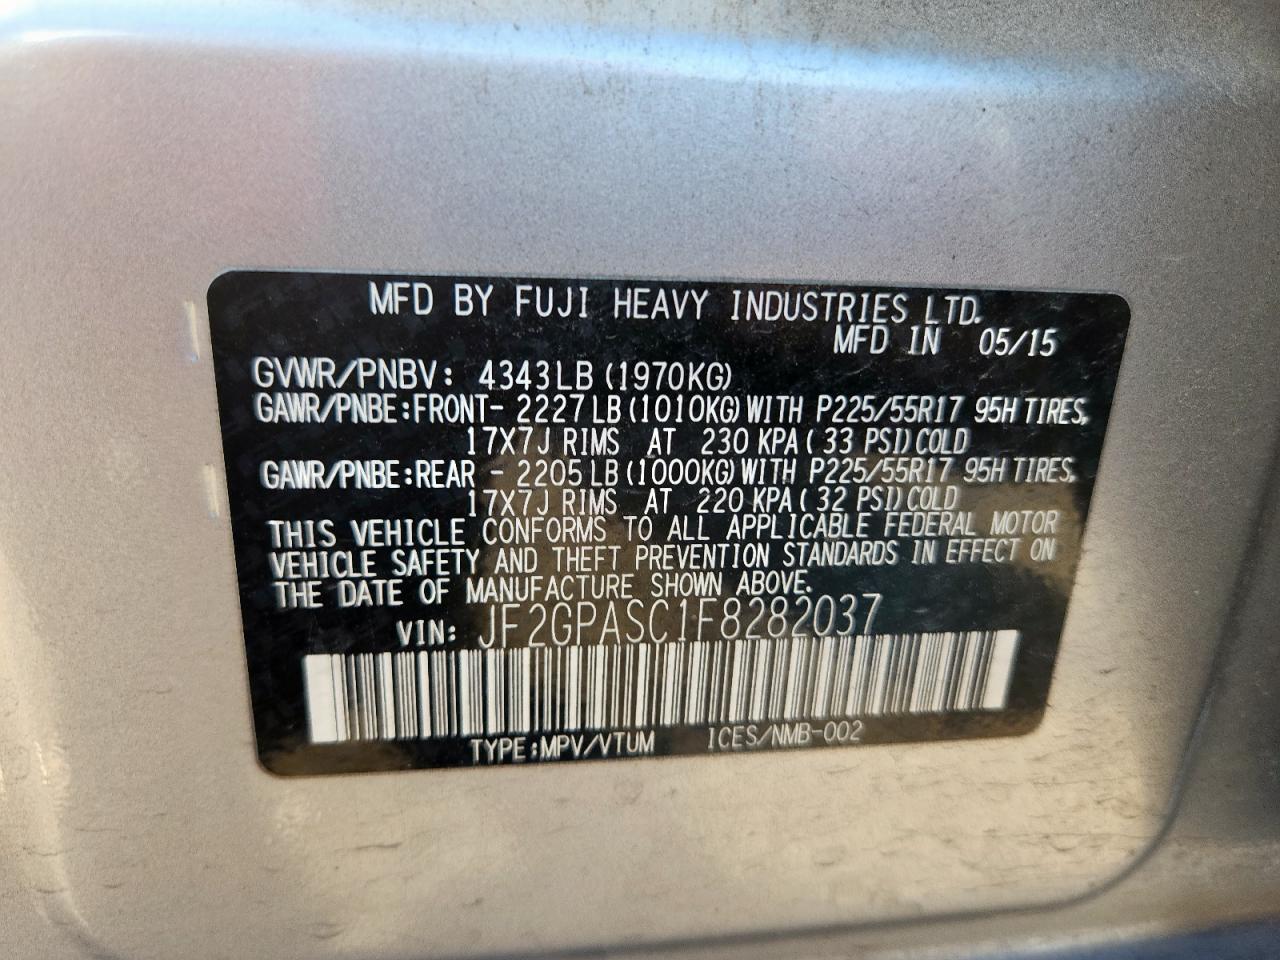 MFD BY FUJI HEAVY INDUSTRIES LTD.
MFD IN 05/15
GVWR/PNBV: 4343LB (1970KG)
GAWR/PNBE:FRONT- 2227LB(1010KG)WITH P225/55R17 95H TIRES,
17X7J RIMS AT 230 KPA(33 PSI)COLD
GAWR/PNBE:REAR - 2205LB(1000KG)WITH P225/55R17 95H TIRES,
17X7J RIMS AT 220 KPA(32 PSI)COLD
THIS VEHICLE CONFORMS TO ALL APPLICABLE FEDERAL MOTOR
VEHICLE SAFETY AND THEFT PREVENTION STANDARDS IN EFFECT ON
THE DATE OF MANUFACTURE SHOWN ABOVE.
VIN: JF2GPASC1F8282037
TYPE:MPV/VTUM ICES/NMB-002